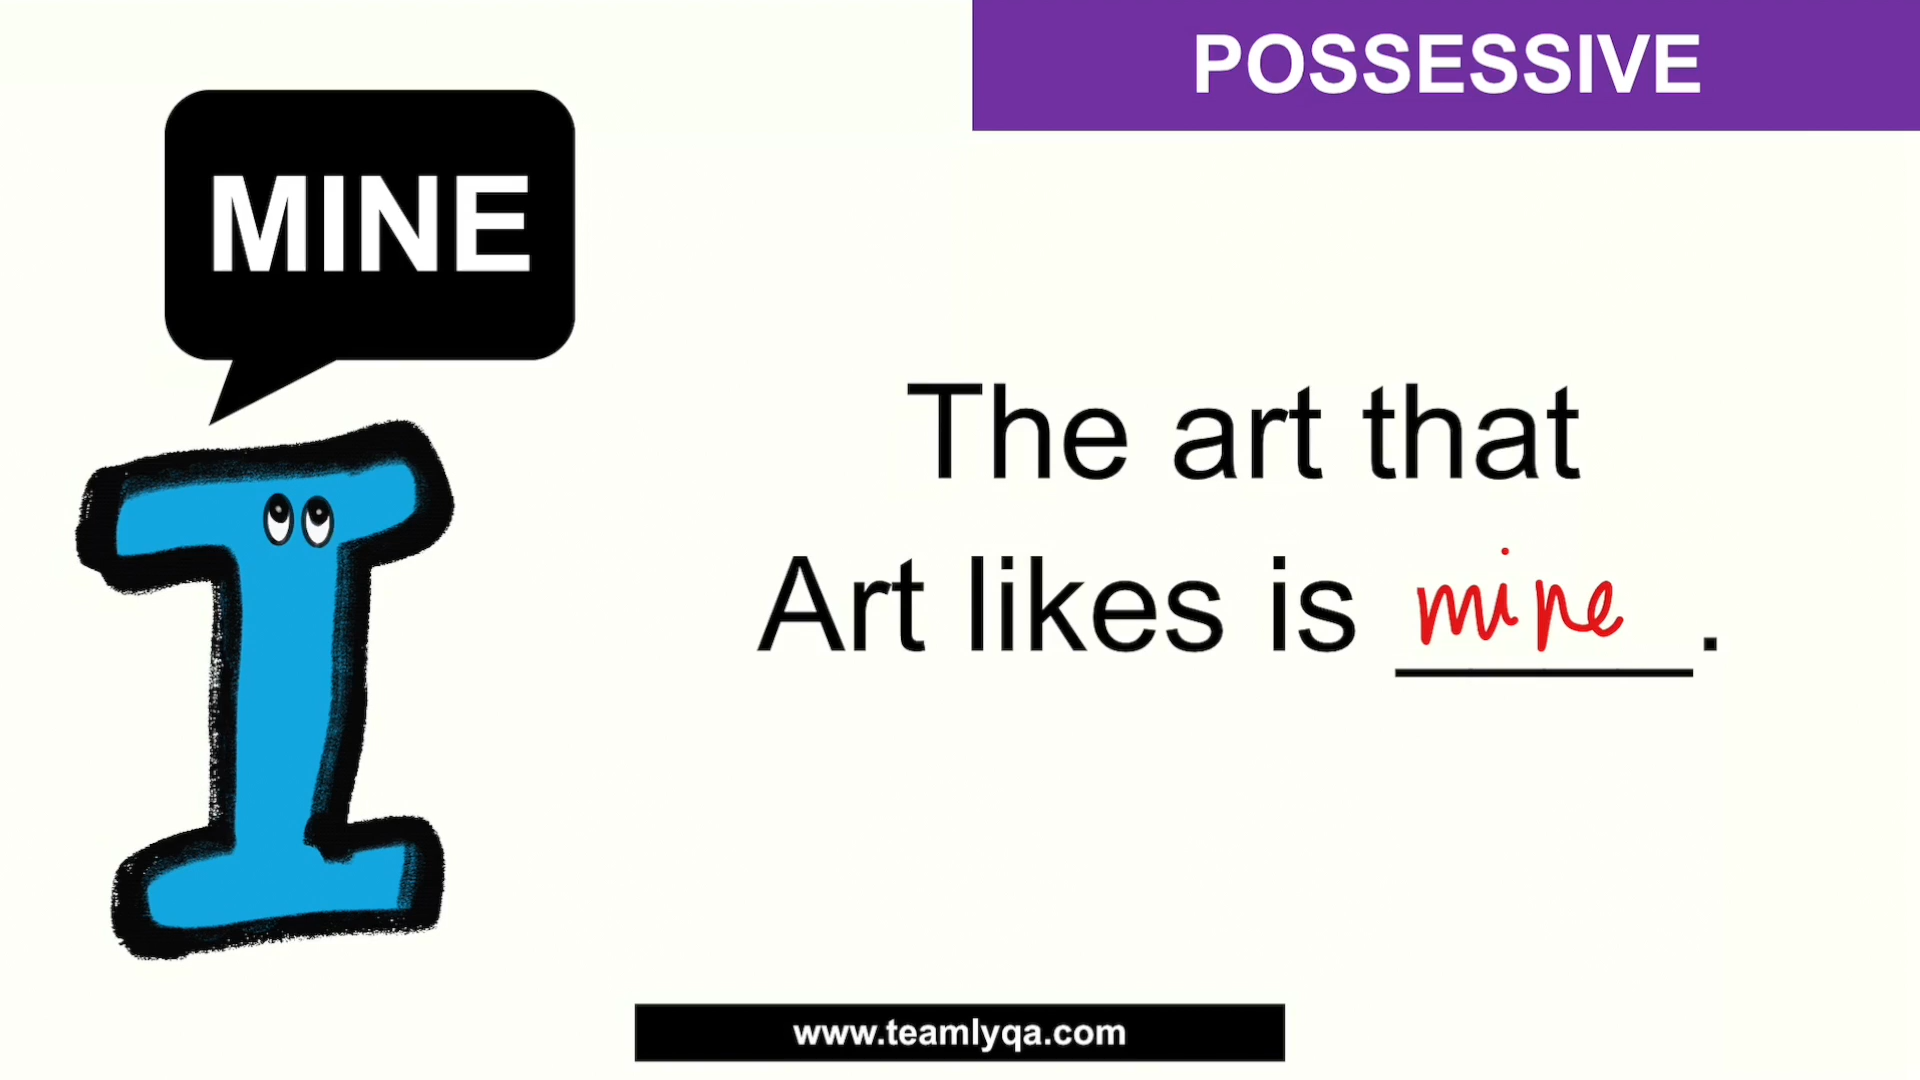 POSSESSIVE
MINE
The art that
Art likes is mine.
www.teamlyqa.com